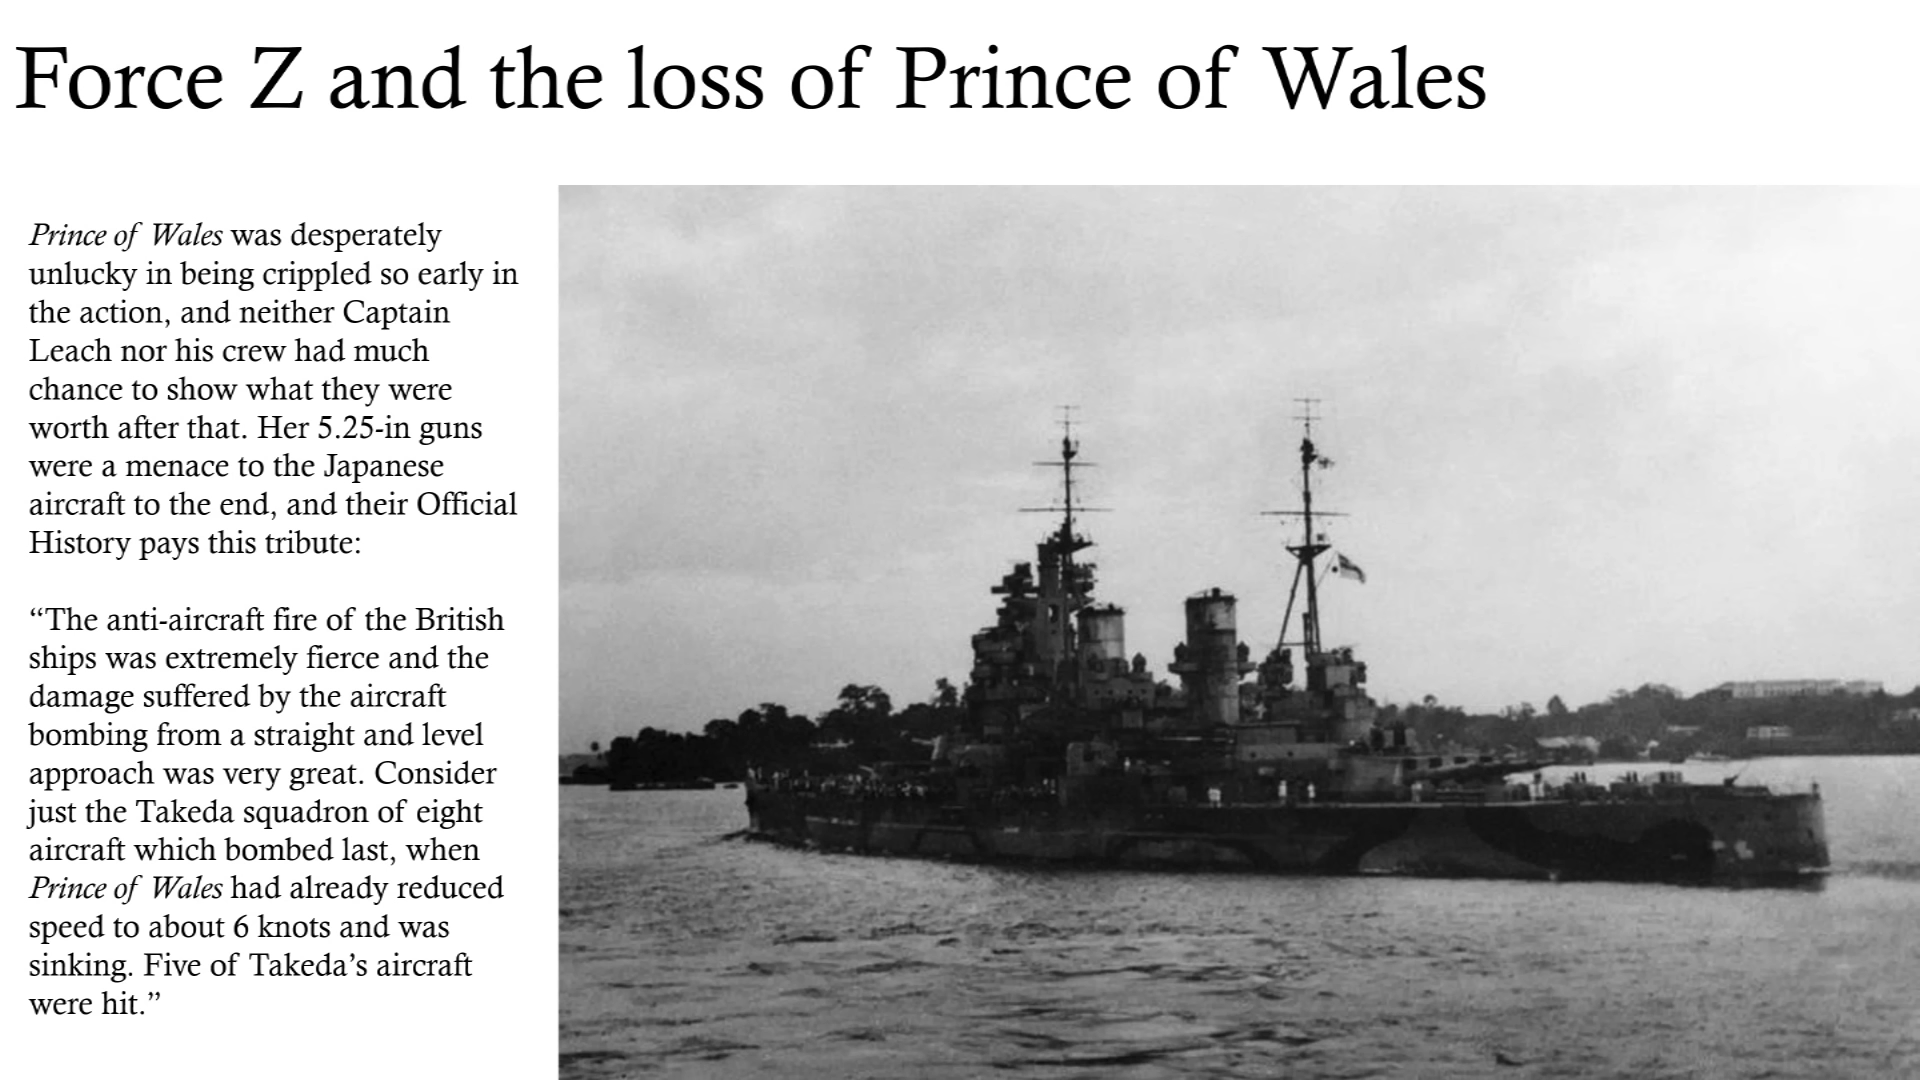 Force Z and the loss of Prince of Wales
Prince of Wales was desperately
unlucky in being crippled so early in
the action, and neither Captain
Leach nor his crew had much
chance to show what they were
worth after that. Her 5.25-in guns
were a menace to the Japanese
aircraft to the end, and their Official
History pays this tribute:
“The anti-aircraft fire of the British
ships was extremely fierce and the
damage suffered by the aircraft
bombing from a straight and level
approach was very great. Consider
just the Takeda squadron of eight
aircraft which bombed last, when
Prince of Wales had already reduced
speed to about 6 knots and was
sinking. Five of Takeda’s aircraft
were hit.”